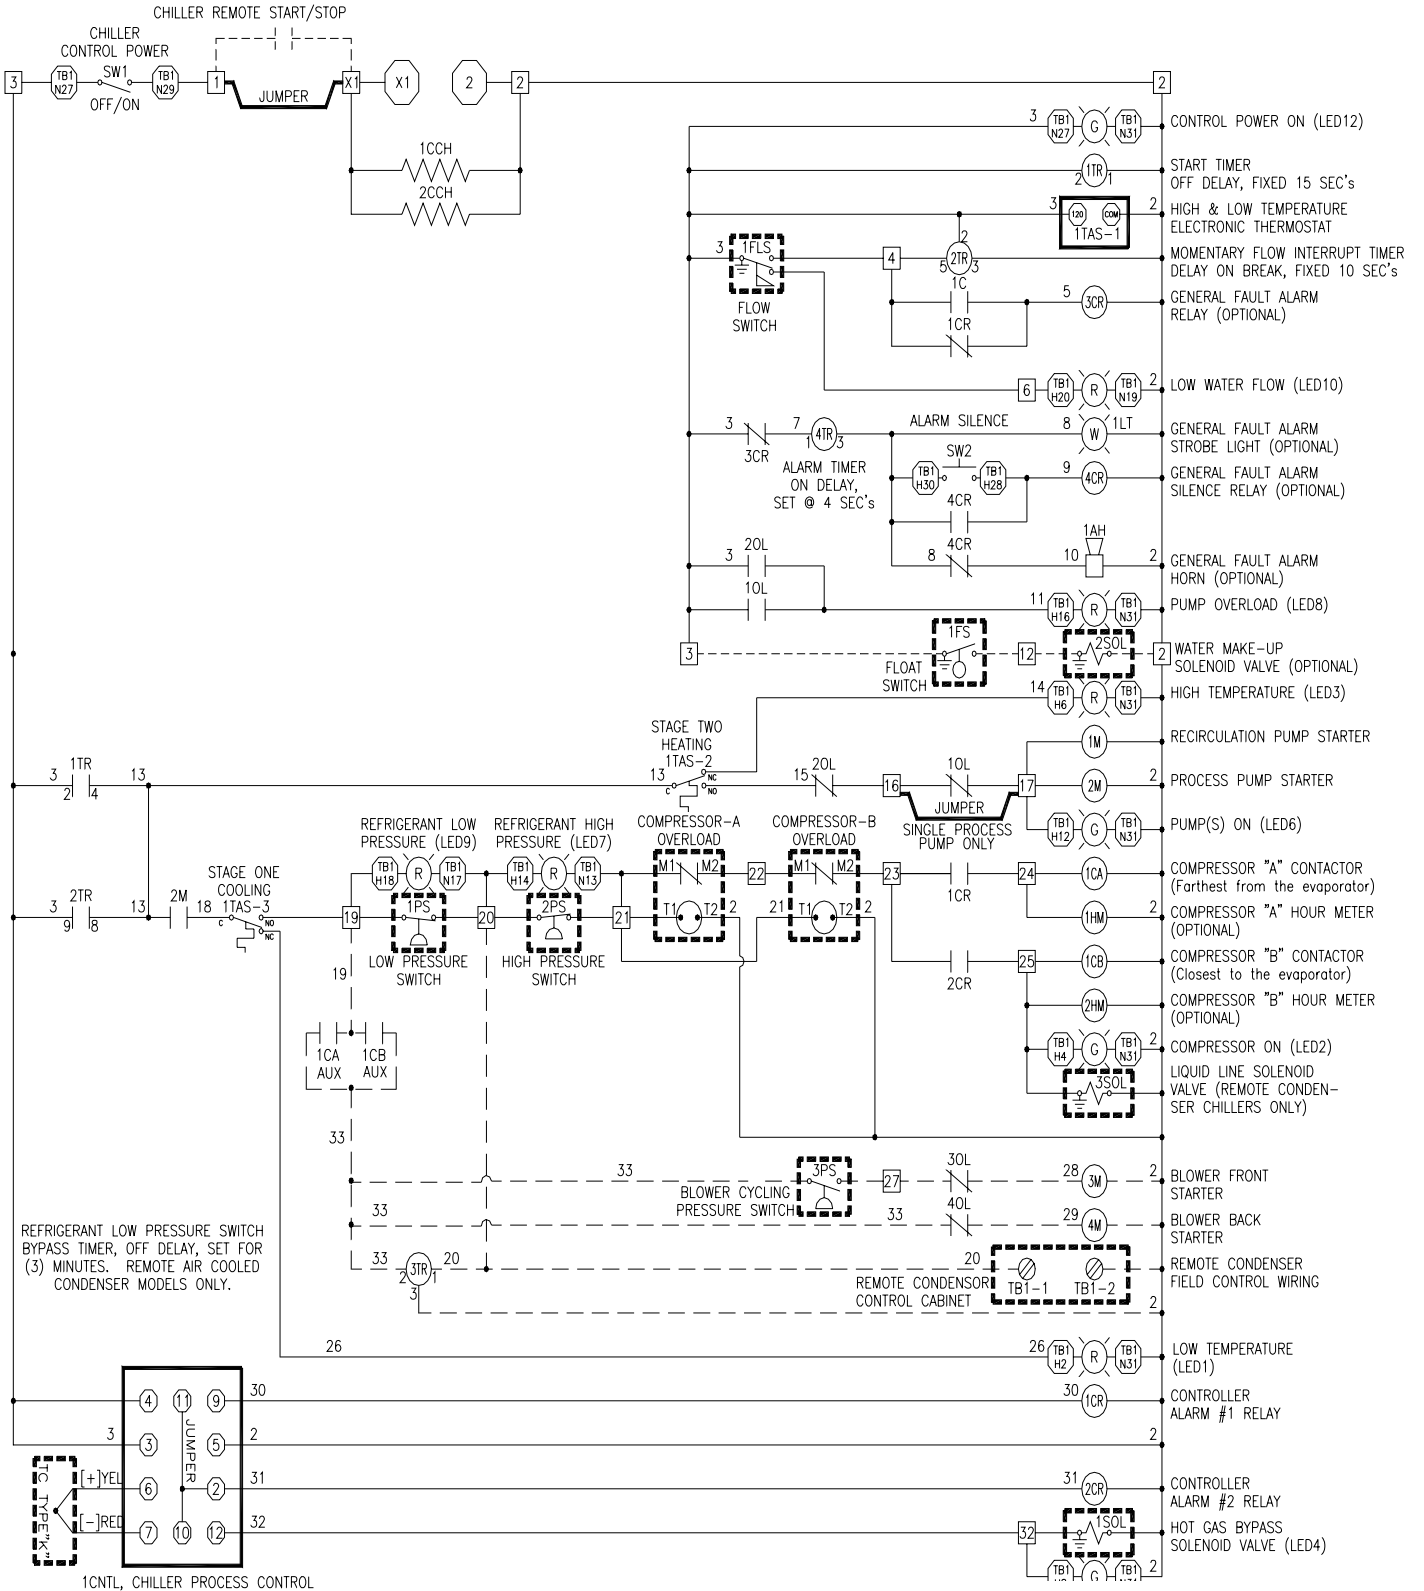 CHILLER REMOTE START/STOP
CHILLER
CONTROL POWER
3
TB1
N27
SW1
OFF/ON
TB1
N29
1
JUMPER
X1
X1
2
2
2
1CCH
2CCH
3
TB1
N27
G
TB1
N31
CONTROL POWER ON (LED12)
2
1TR
1
START TIMER
OFF DELAY, FIXED 15 SEC's
3
120
COM
1TAS-1
2
HIGH & LOW TEMPERATURE
ELECTRONIC THERMOSTAT
3
1FLS
FLOW
SWITCH
4
2
5
2TR
3
MOMENTARY FLOW INTERRUPT TIMER
DELAY ON BREAK, FIXED 10 SEC's
1C
1CR
5
3CR
GENERAL FAULT ALARM
RELAY (OPTIONAL)
6
TB1
H20
R
TB1
N19
2
LOW WATER FLOW (LED10)
3
3CR
7
1
4TR
3
ALARM TIMER
ON DELAY,
SET @ 4 SEC's
ALARM SILENCE
8
W
1LT
GENERAL FAULT ALARM
STROBE LIGHT (OPTIONAL)
TB1
H30
SW2
TB1
H28
9
4CR
GENERAL FAULT ALARM
SILENCE RELAY (OPTIONAL)
4CR
8
4CR
10
1AH
2
GENERAL FAULT ALARM
HORN (OPTIONAL)
3
2OL
1OL
11
TB1
H16
R
TB1
N31
PUMP OVERLOAD (LED8)
3
1FS
FLOAT
SWITCH
12
2SOL
2
WATER MAKE-UP
SOLENOID VALVE (OPTIONAL)
14
TB1
H6
R
TB1
N31
HIGH TEMPERATURE (LED3)
STAGE TWO
HEATING
1TAS-2
1M
RECIRCULATION PUMP STARTER
3
1TR
2
4
13
13
C
NC
NO
15
2OL
16
1OL
JUMPER
SINGLE PROCESS
PUMP ONLY
17
2M
2
PROCESS PUMP STARTER
TB1
H12
G
TB1
N31
PUMP(S) ON (LED6)
REFRIGERANT LOW
PRESSURE (LED9)
REFRIGERANT HIGH
PRESSURE (LED7)
COMPRESSOR-A
OVERLOAD
COMPRESSOR-B
OVERLOAD
TB1
H18
R
TB1
N17
TB1
H14
R
TB1
N13
M1
M2
22
M1
M2
23
1CR
24
1CA
COMPRESSOR "A" CONTACTOR
(Farthest from the evaporator)
STAGE ONE
COOLING
1TAS-3
3
2TR
9
8
13
2M
18
C
NO
NC
19
1PS
LOW PRESSURE
SWITCH
20
2PS
HIGH PRESSURE
SWITCH
21
T1
T2
2
21
T1
T2
2
1HM
COMPRESSOR "A" HOUR METER
(OPTIONAL)
2CR
25
1CB
COMPRESSOR "B" CONTACTOR
(Closest to the evaporator)
19
2HM
COMPRESSOR "B" HOUR METER
(OPTIONAL)
1CA
AUX
1CB
AUX
TB1
H4
G
TB1
N31
2
COMPRESSOR ON (LED2)
3SOL
LIQUID LINE SOLENOID
VALVE (REMOTE CONDEN-
SER CHILLERS ONLY)
33
33
3PS
BLOWER CYCLING
PRESSURE SWITCH
27
3OL
28
3M
2
BLOWER FRONT
STARTER
33
33
4OL
29
4M
BLOWER BACK
STARTER
REFRIGERANT LOW PRESSURE SWITCH
BYPASS TIMER, OFF DELAY, SET FOR
(3) MINUTES. REMOTE AIR COOLED
CONDENSER MODELS ONLY.
33
2
3TR
1
3
20
20
TB1-1
TB1-2
REMOTE CONDENSOR
CONTROL CABINET
REMOTE CONDENSER
FIELD CONTROL WIRING
2
26
26
TB1
H2
R
TB1
N31
LOW TEMPERATURE
(LED1)
4
11
9
30
30
1CR
CONTROLLER
ALARM #1 RELAY
3
3
JUMPER
5
2
2
TC TYPE"K"
[+]YEL
6
2
31
31
2CR
CONTROLLER
ALARM #2 RELAY
[-]RED
7
10
12
32
32
1SOL
HOT GAS BYPASS
SOLENOID VALVE (LED4)
TB1
G
TB1
2
1CNTL, CHILLER PROCESS CONTROL